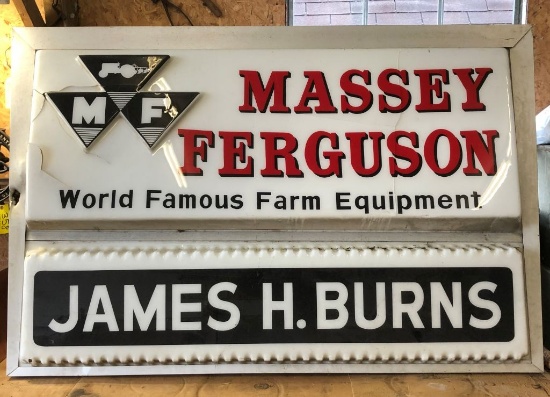 M F
MASSEY
FERGUSON
World Famous Farm Equipment
JAMES H. BURNS